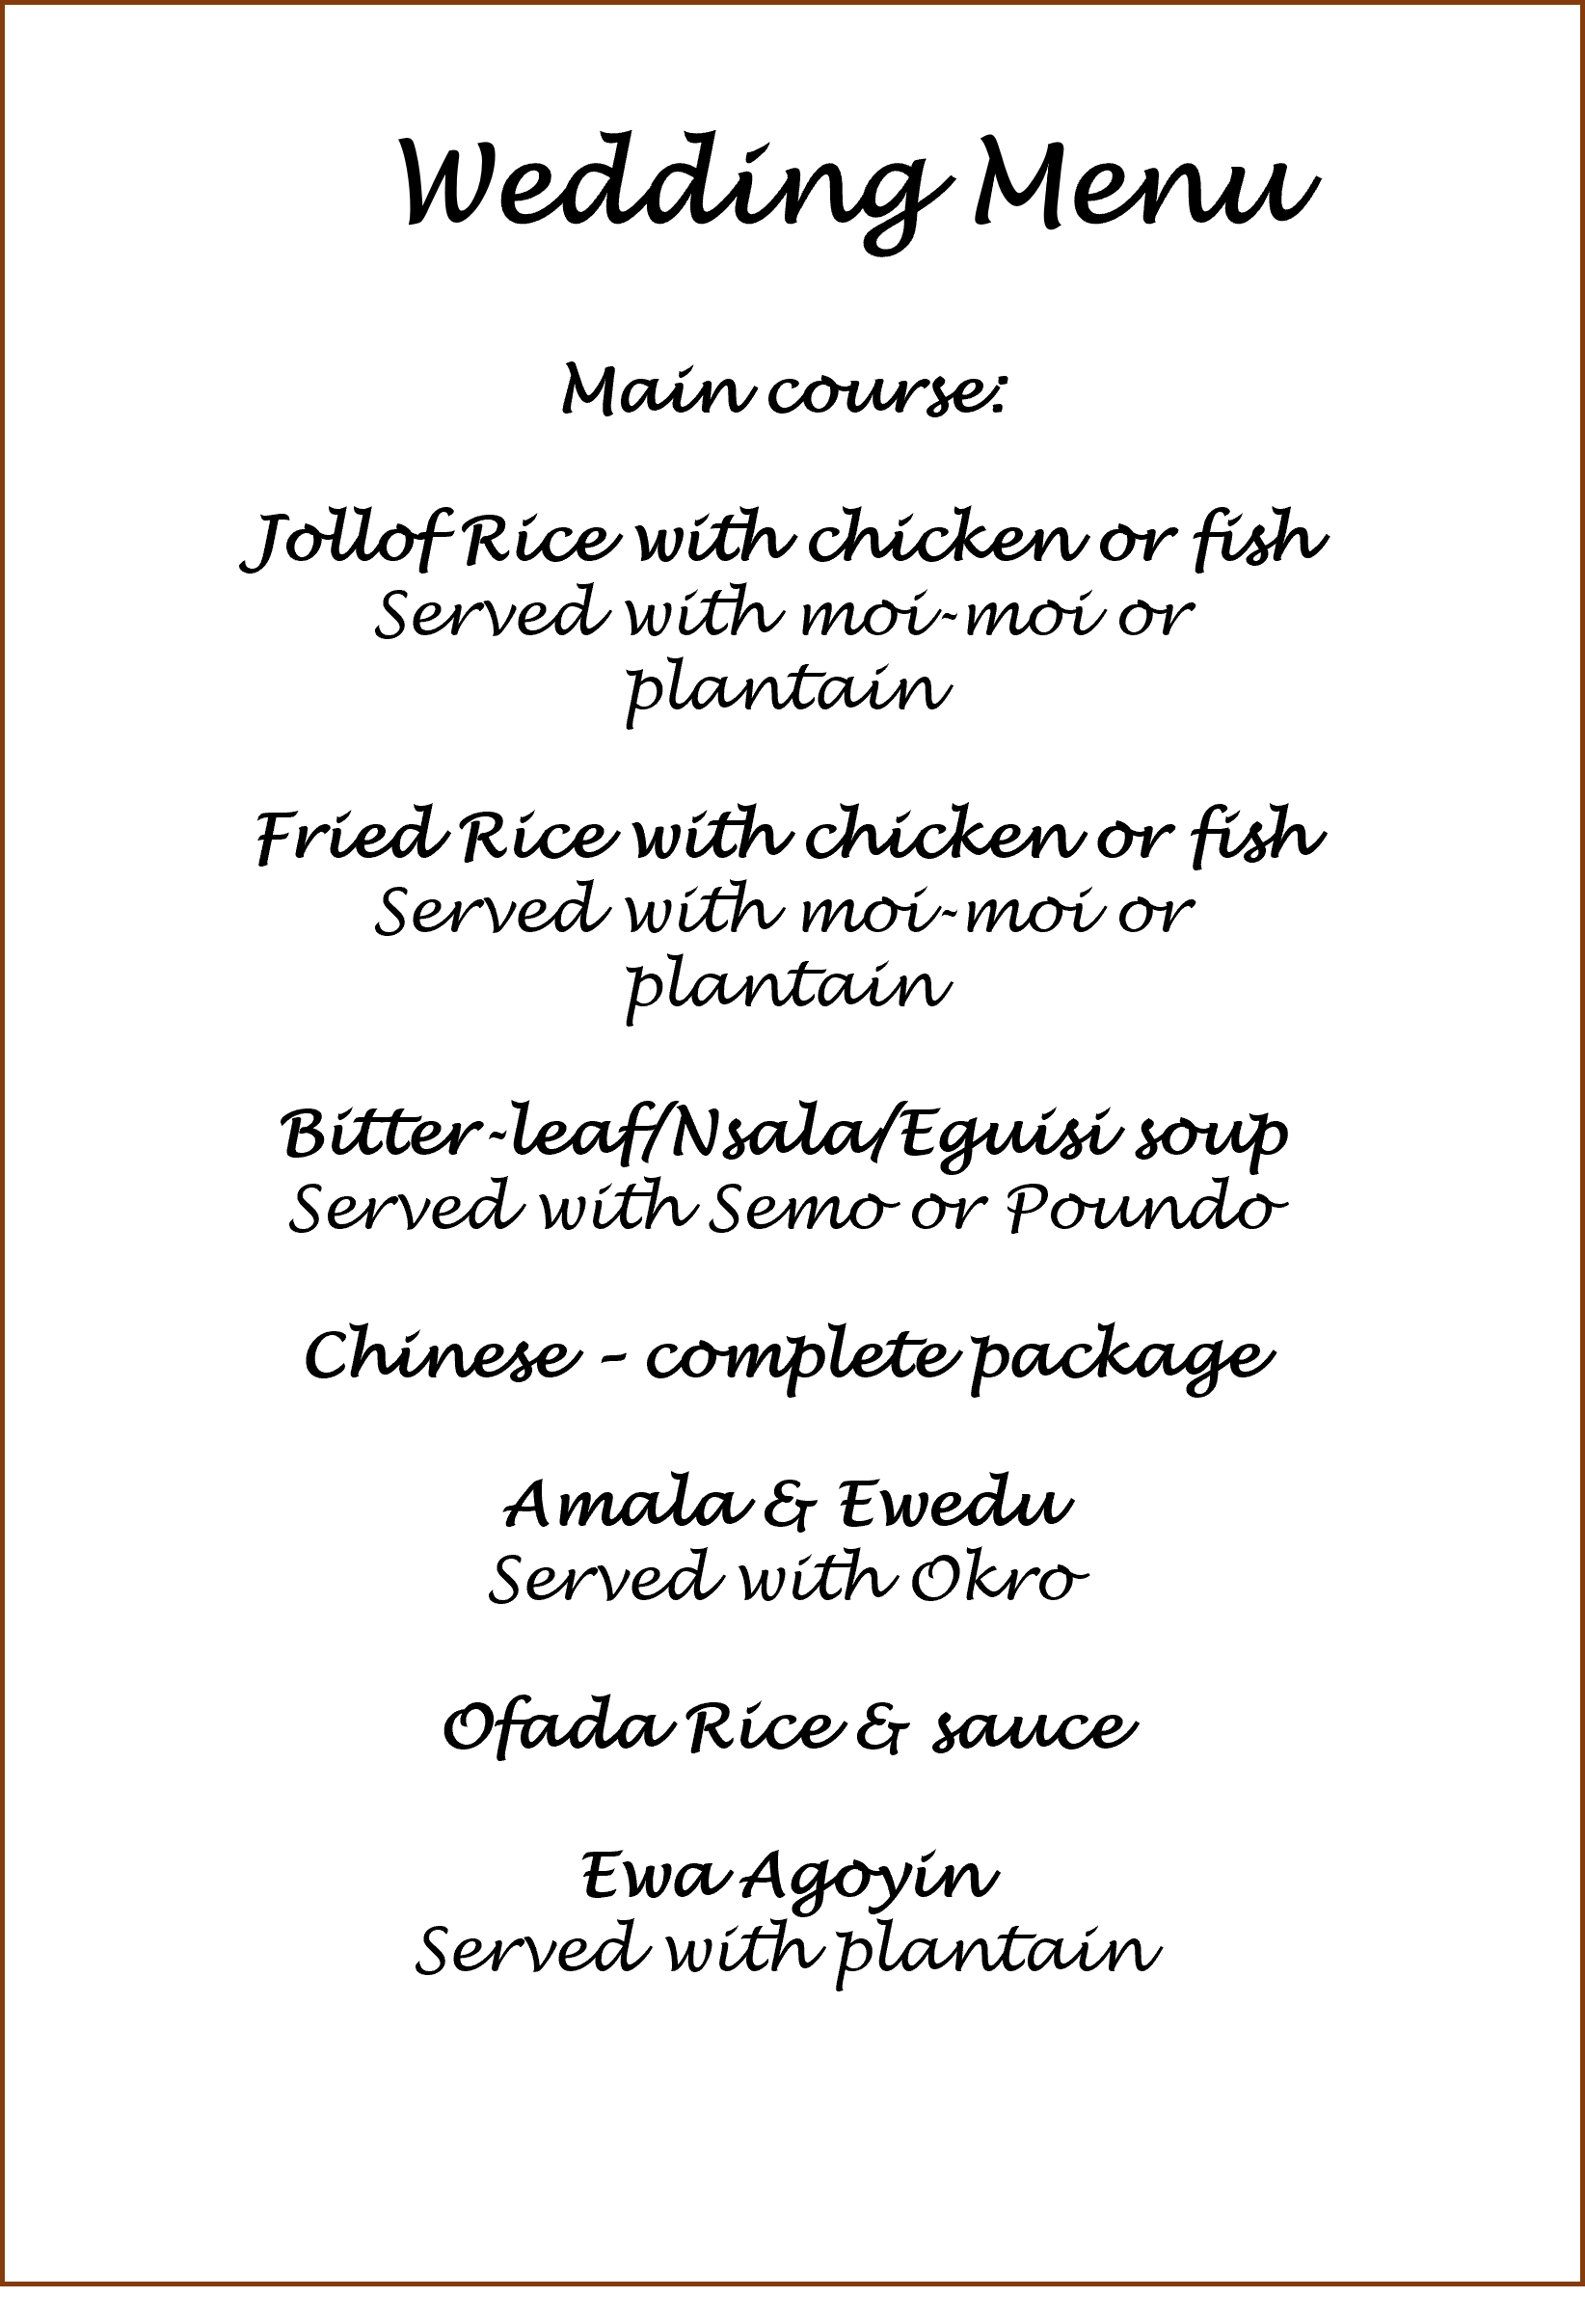 Wedding Menu
Main course:
Jollof Rice with chicken or fish
Served with moi-moi or
plantain
Fried Rice with chicken or fish
Served with moi-moi or
plantain
Bitter-leaf/Nsala/Eguisi soup
Served with Semo or Poundo
Chinese – complete package
Amala & Ewedu
Served with Okro
Ofada Rice & sauce
Ewa Agoyin
Served with plantain